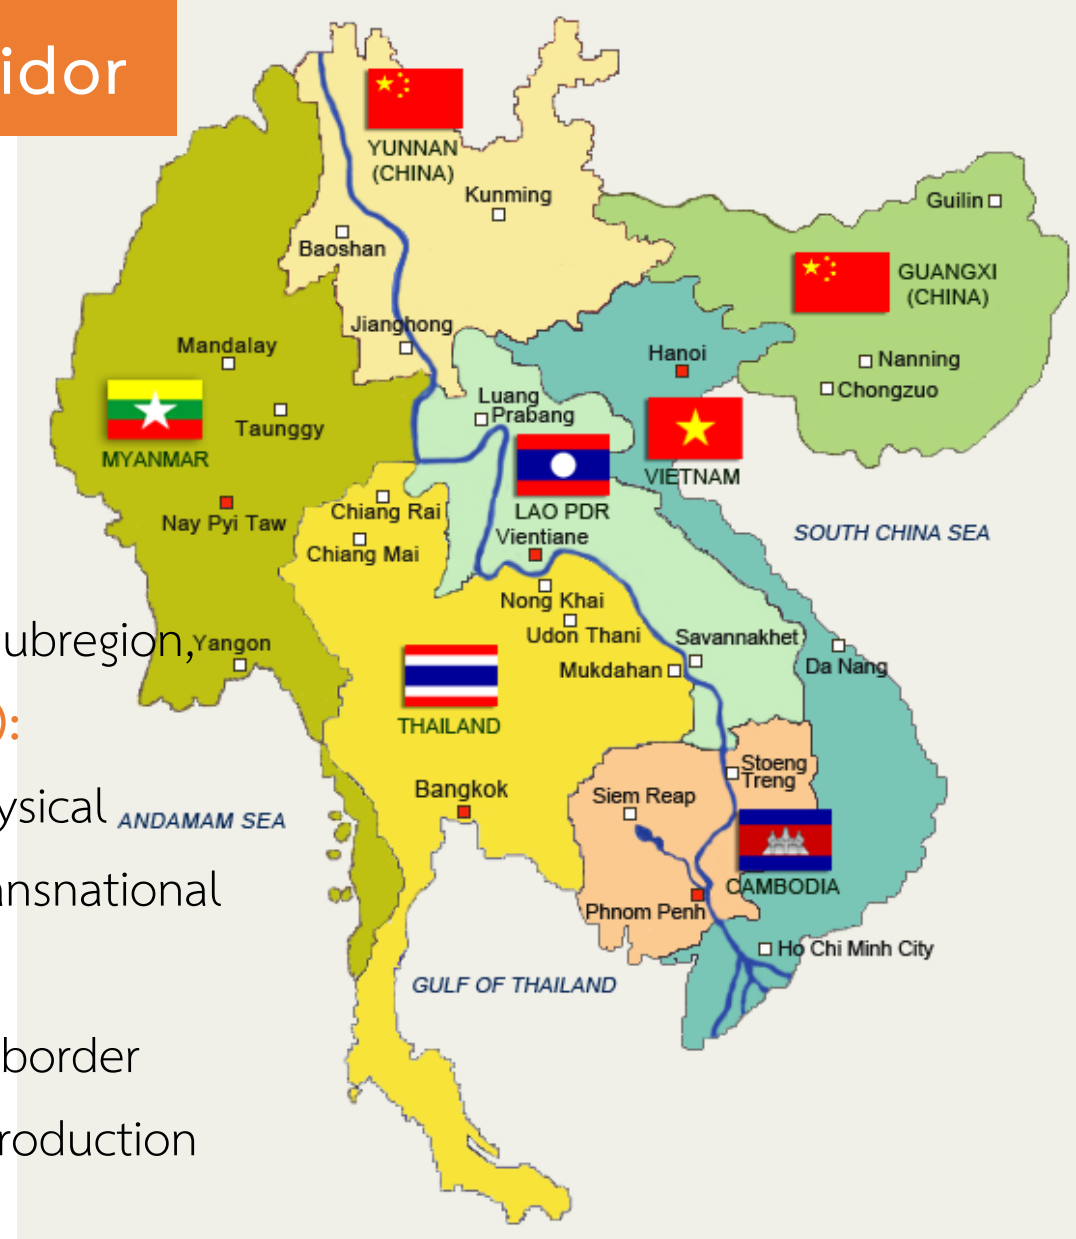 idor
YUNNAN
(CHINA)
Kunming
Guilin
Baoshan
GUANGXI
(CHINA)
Jianghong
Mandalay
Hanoi
Nanning
Chongzuo
Luang
Prabang
Taunggy
MYANMAR
VIETNAM
Chiang Rai
LAO PDR
Nay Pyi Taw
Vientiane
SOUTH CHINA SEA
Chiang Mai
Nong Khai
Udon Thani
ubregion,
Yangon
Savannakhet
Mukdahan
Da Nang
):
THAILAND
Stoeng
Treng
Bangkok
Siem Reap
ysical
ANDAMAM SEA
ansnational
CAMBODIA
Phnom Penh
Ho Chi Minh City
GULF OF THAILAND
border
roduction